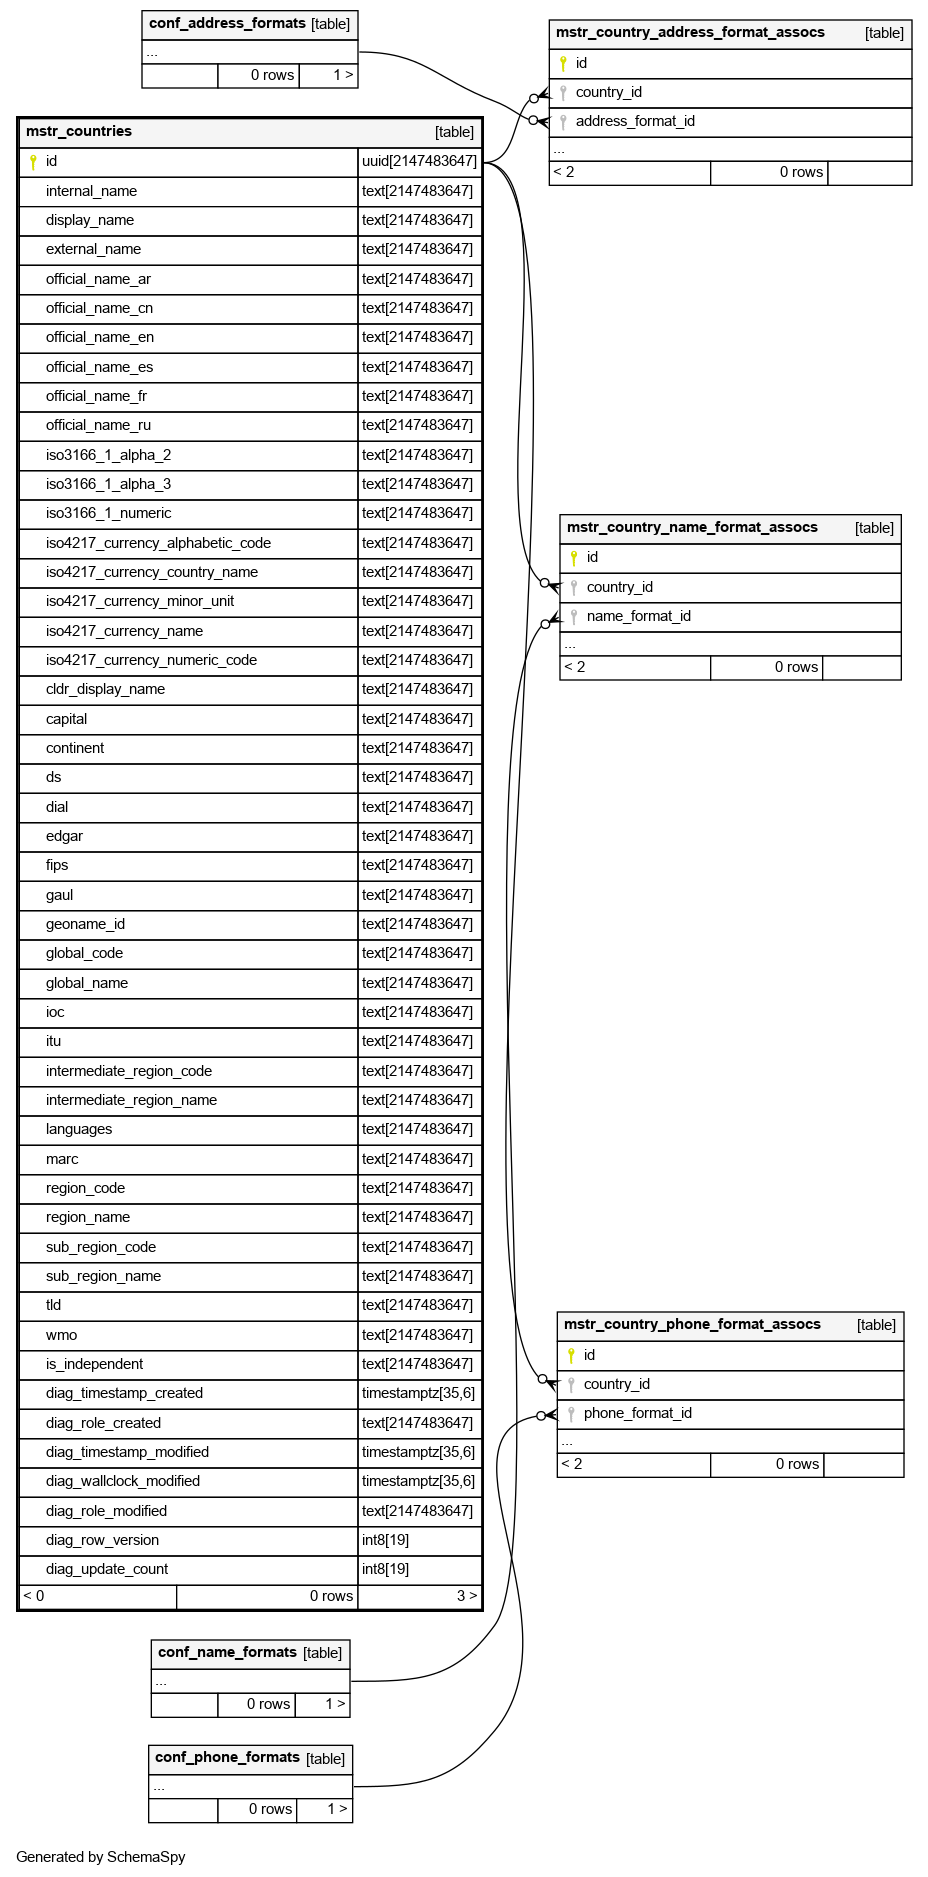 conf_address_formats [table]
...
0 rows 1 >
mstr_country_address_format_assocs [table]
id
country_id
address_format_id
...
< 2 0 rows
mstr_countries [table]
id uuid[2147483647]
internal_name text[2147483647]
display_name text[2147483647]
external_name text[2147483647]
official_name_ar text[2147483647]
official_name_cn text[2147483647]
official_name_en text[2147483647]
official_name_es text[2147483647]
official_name_fr text[2147483647]
official_name_ru text[2147483647]
iso3166_1_alpha_2 text[2147483647]
iso3166_1_alpha_3 text[2147483647]
iso3166_1_numeric text[2147483647]
iso4217_currency_alphabetic_code text[2147483647]
iso4217_currency_country_name text[2147483647]
iso4217_currency_minor_unit text[2147483647]
iso4217_currency_name text[2147483647]
iso4217_currency_numeric_code text[2147483647]
cldr_display_name text[2147483647]
capital text[2147483647]
continent text[2147483647]
ds text[2147483647]
dial text[2147483647]
edgar text[2147483647]
fips text[2147483647]
gaul text[2147483647]
geoname_id text[2147483647]
global_code text[2147483647]
global_name text[2147483647]
ioc text[2147483647]
itu text[2147483647]
intermediate_region_code text[2147483647]
intermediate_region_name text[2147483647]
languages text[2147483647]
marc text[2147483647]
region_code text[2147483647]
region_name text[2147483647]
sub_region_code text[2147483647]
sub_region_name text[2147483647]
tld text[2147483647]
wmo text[2147483647]
is_independent text[2147483647]
diag_timestamp_created timestamptz[35,6]
diag_role_created text[2147483647]
diag_timestamp_modified timestamptz[35,6]
diag_wallclock_modified timestamptz[35,6]
diag_role_modified text[2147483647]
diag_row_version int8[19]
diag_update_count int8[19]
< 0 0 rows 3 >
mstr_country_name_format_assocs [table]
id
country_id
name_format_id
...
< 2 0 rows
mstr_country_phone_format_assocs [table]
id
country_id
phone_format_id
...
< 2 0 rows
conf_name_formats [table]
...
0 rows 1 >
conf_phone_formats [table]
...
0 rows 1 >
Generated by SchemaSpy